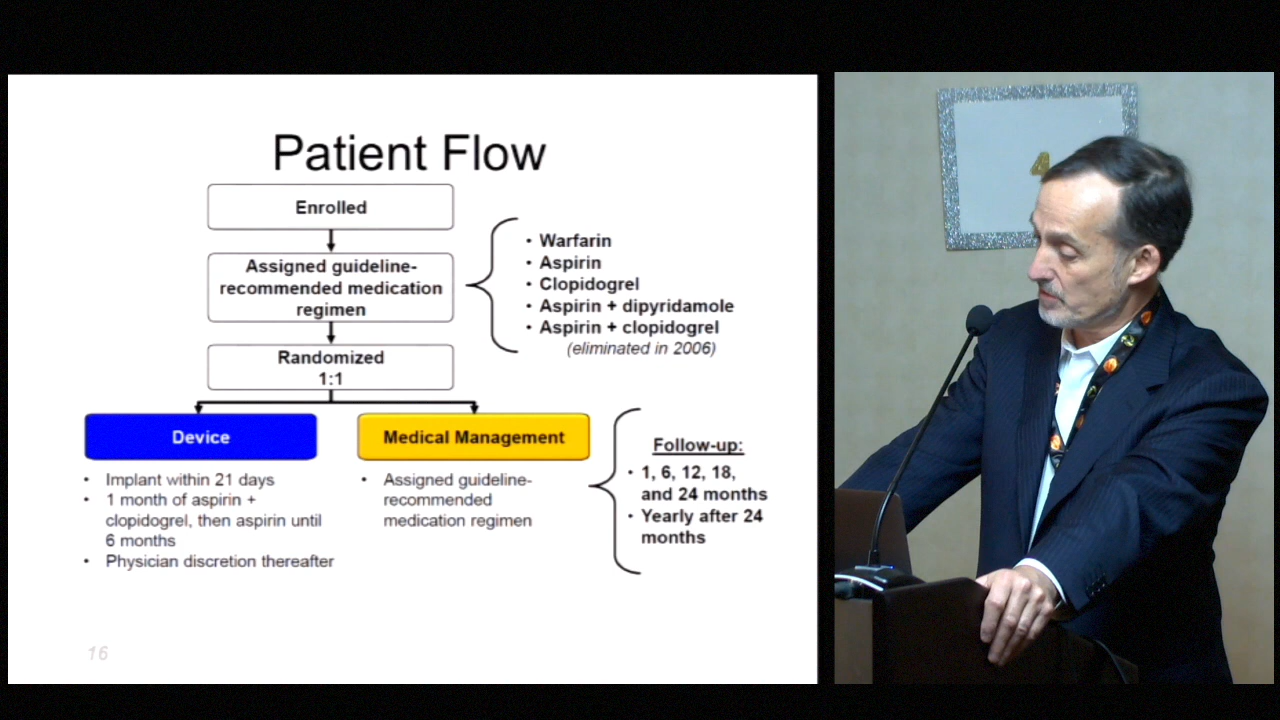 Patient Flow
Enrolled
Assigned guideline-
recommended medication
regimen
• Warfarin
• Aspirin
• Clopidogrel
• Aspirin + dipyridamole
• Aspirin + clopidogrel
(eliminated in 2006)
Randomized
1:1
Device
• Implant within 21 days
• 1 month of aspirin +
clopidogrel, then aspirin until
6 months
• Physician discretion thereafter
Medical Management
• Assigned guideline-
recommended
medication regimen
Follow-up:
• 1, 6, 12, 18,
and 24 months
• Yearly after 24
months
16
4